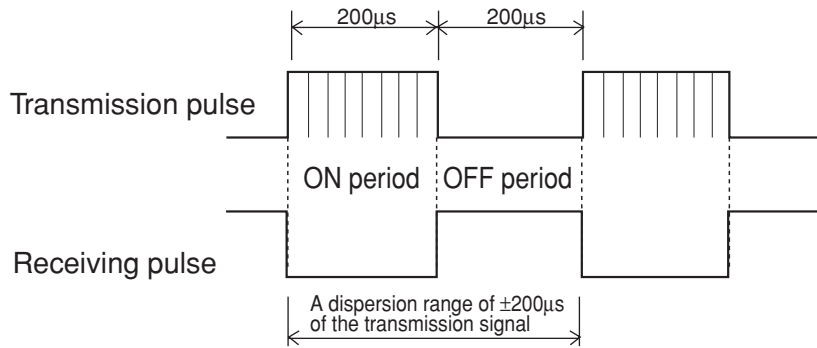 200μs 200μs
Transmission pulse
ON period OFF period
Receiving pulse
A dispersion range of ±200μs
of the transmission signal